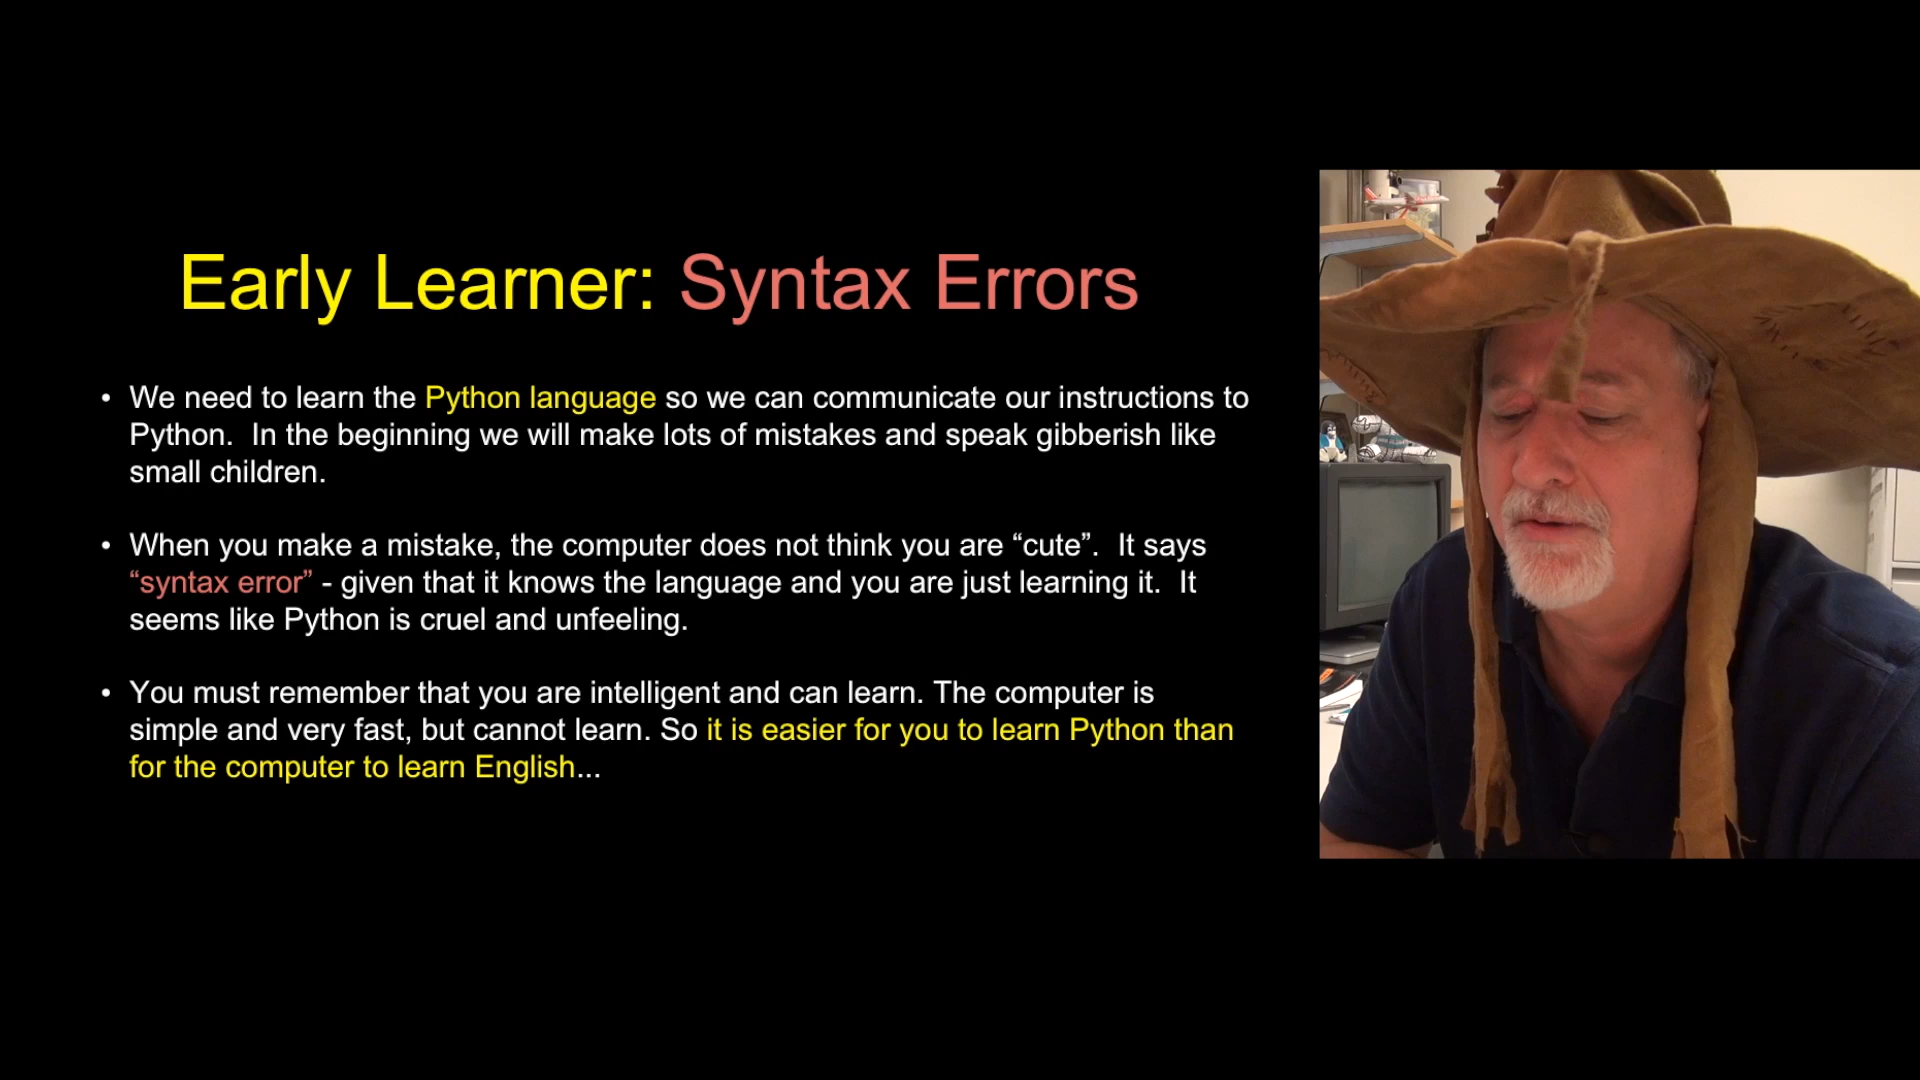 Early Learner: Syntax Errors
• We need to learn the Python language so we can communicate our instructions to
Python.  In the beginning we will make lots of mistakes and speak gibberish like
small children.
• When you make a mistake, the computer does not think you are “cute”.  It says
“syntax error” - given that it knows the language and you are just learning it.  It
seems like Python is cruel and unfeeling.
• You must remember that you are intelligent and can learn. The computer is
simple and very fast, but cannot learn. So it is easier for you to learn Python than
for the computer to learn English...